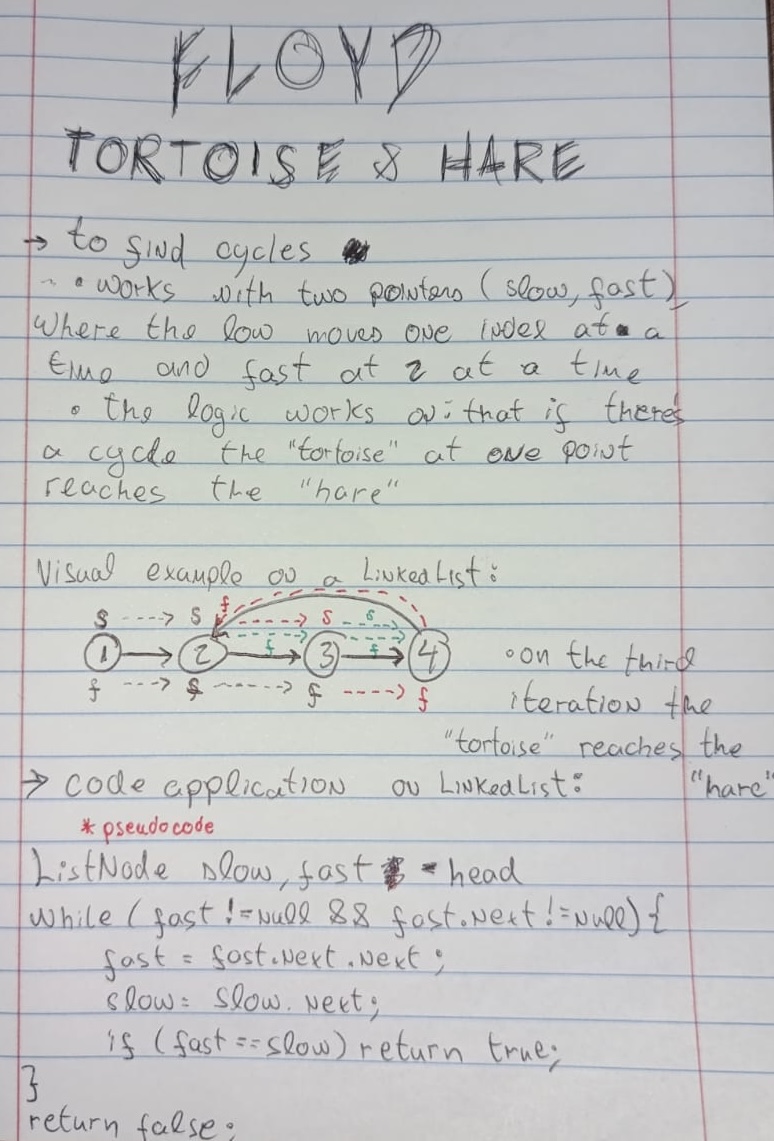 FLOYD
TORTOISE & HARE
→ to find cycles
• works with two pointers (slow, fast)
Where the low moves one index at a
time and fast at 2 at a time
• the logic works on: that if there's
a cycle the "tortoise" at one point
reaches the "hare"
Visual example on a LinkedList:
f
s ----> s ----> s ----> s
1 → 2 → 3 → 4
f f
f ----> f ----> f ----> f
• on the third
iteration the
"tortoise" reaches the
"hare"
→ code application on LinkedList:
* pseudocode
ListNode slow, fast = head
while (fast != null && fast.next != null) {
fast = fast.next.next;
slow = slow.next;
if (fast == slow) return true;
}
return false;